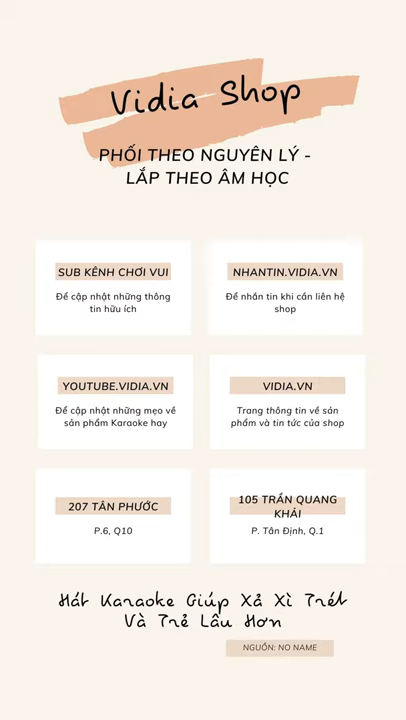 Vidia Shop
PHỐI THEO NGUYÊN LÝ -
LẮP THEO ÂM HỌC
SUB KÊNH CHƠI VUI
Để cập nhật những thông
tin hữu ích
NHANTIN.VIDIA.VN
Để nhắn tin khi cần liên hệ
shop
YOUTUBE.VIDIA.VN
Để cập nhật những mẹo về
sản phẩm Karaoke hay
VIDIA.VN
Trang thông tin về sản
phẩm và tin tức của shop
207 TÂN PHƯỚC
P.6, Q10
105 TRẦN QUANG
KHẢI
P. Tân Định, Q.1
Hát Karaoke Giúp Xả Xì Trét
Và Trẻ Lâu Hơn
NGUỒN: NO NAME